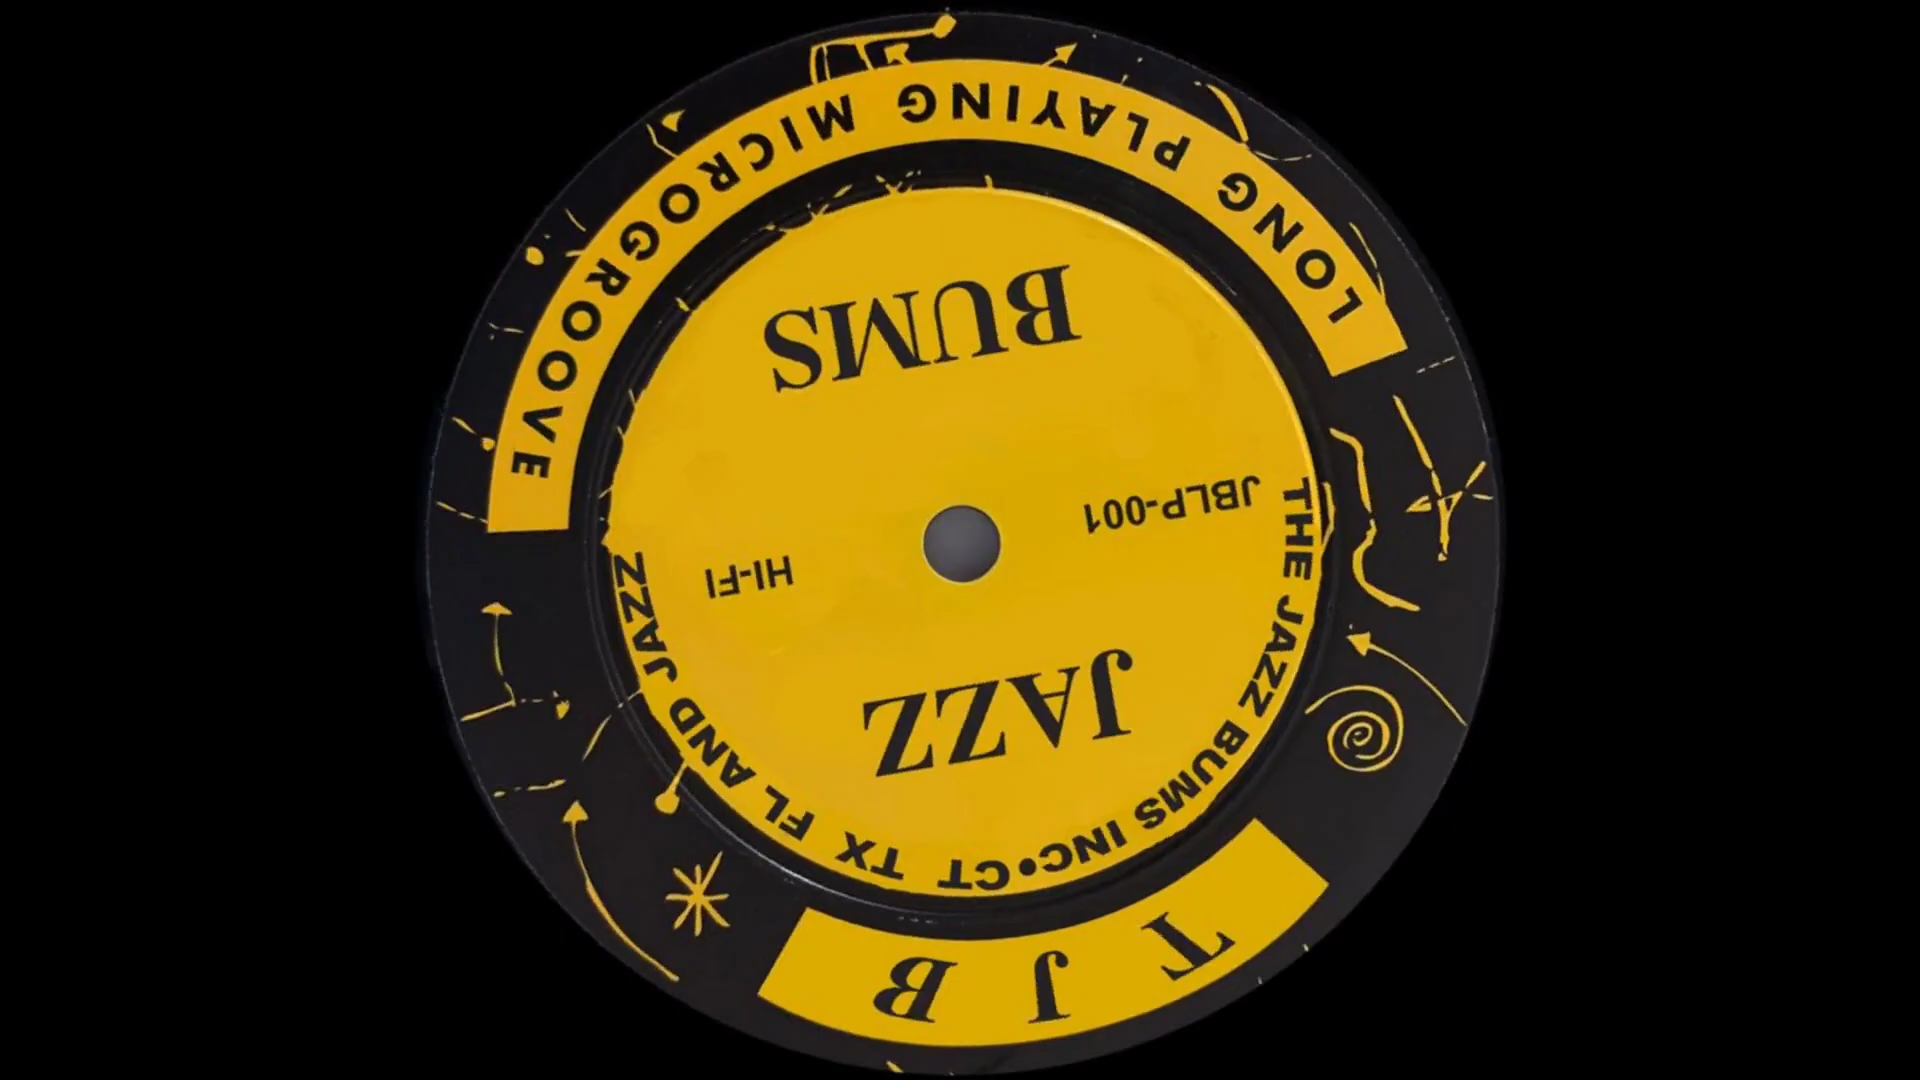 T J B
THE JAZZ BUMS INC•CT TX FL AND JAZZ
JAZZ
HI-FI
JBLP-001
BUMS
LONG PLAYING MICROGROOVE